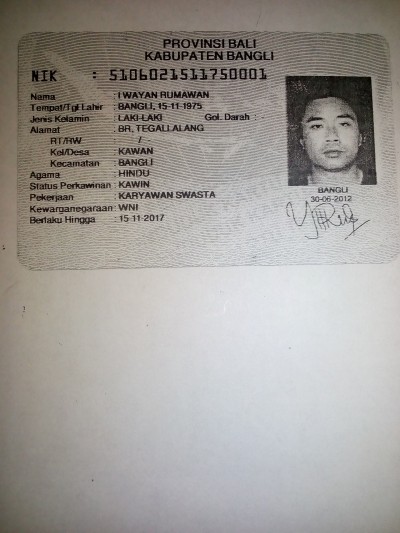 PROVINSI BALI
KABUPATEN BANGLI
NIK : 5106021511750001
Nama : I WAYAN RUMAWAN
Tempat/Tgl Lahir : BANGLI, 15-11-1975
Jenis Kelamin : LAKI-LAKI Gol. Darah : -
Alamat : BR, TEGALLALANG
RT/RW : /
Kel/Desa : KAWAN
Kecamatan : BANGLI
Agama : HINDU
Status Perkawinan : KAWIN
Pekerjaan : KARYAWAN SWASTA
Kewarganegaraan : WNI
Berlaku Hingga : 15-11-2017
BANGLI
30-06-2012